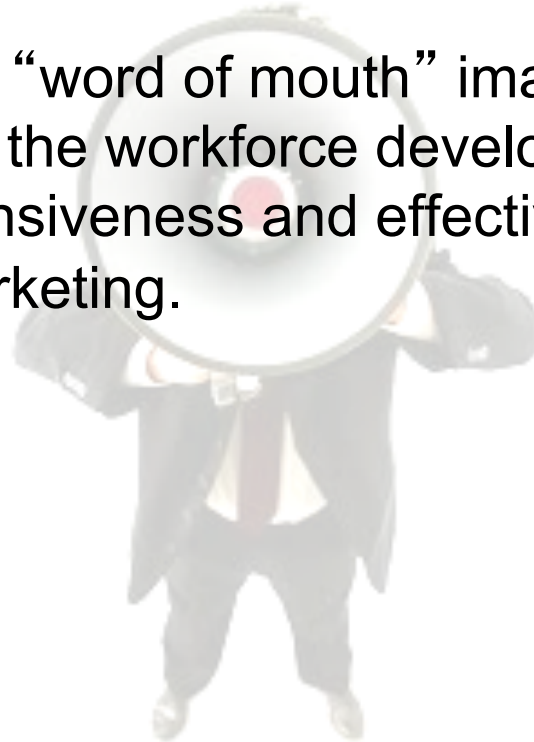 “word of mouth” ima
the workforce develo
nsiveness and effecti
rketing.